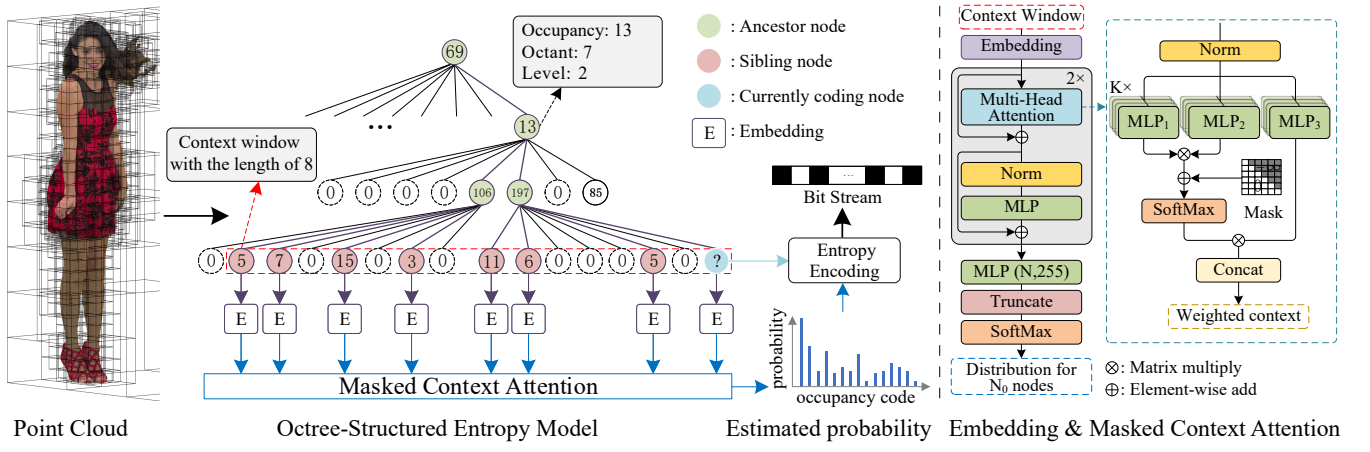 69
Occupancy: 13
Octant: 7
Level: 2
: Ancestor node
: Sibling node
: Currently coding node
E
: Embedding
...
13
Context window
with the length of 8
0
0
0
0
106
197
0
85
0
5
7
0
15
0
3
0
11
6
0
0
0
5
0
?
E
E
E
E
E
E
E
E
Masked Context Attention
...
Bit Stream
Entropy
Encoding
probability
occupancy code
Context Window
Embedding
2×
Multi-Head
Attention
Norm
MLP
MLP (N,255)
Truncate
SoftMax
Distribution for
N₀ nodes
Norm
K×
MLP₁
MLP₂
MLP₃
SoftMax
Mask
Concat
Weighted context
: Matrix multiply
: Element-wise add
Point Cloud
Octree-Structured Entropy Model
Estimated probability
Embedding & Masked Context Attention